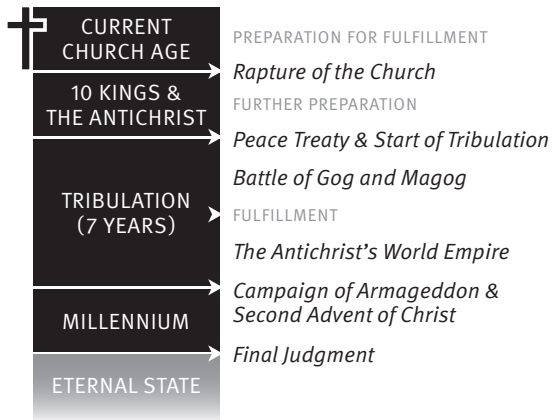 CURRENT
CHURCH AGE
PREPARATION FOR FULFILLMENT
Rapture of the Church
10 KINGS &
THE ANTICHRIST
FURTHER PREPARATION
Peace Treaty & Start of Tribulation
Battle of Gog and Magog
TRIBULATION
(7 YEARS)
FULFILLMENT
The Antichrist's World Empire
Campaign of Armageddon &
Second Advent of Christ
MILLENNIUM
Final Judgment
ETERNAL STATE